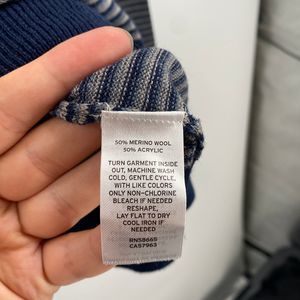 50% MERINO WOOL
50% ACRYLIC
TURN GARMENT INSIDE
OUT, MACHINE WASH
COLD, GENTLE CYCLE,
WITH LIKE COLORS
ONLY NON-CHLORINE
BLEACH IF NEEDED
RESHAPE,
LAY FLAT TO DRY
COOL IRON IF
NEEDED
RN58665
CA57963